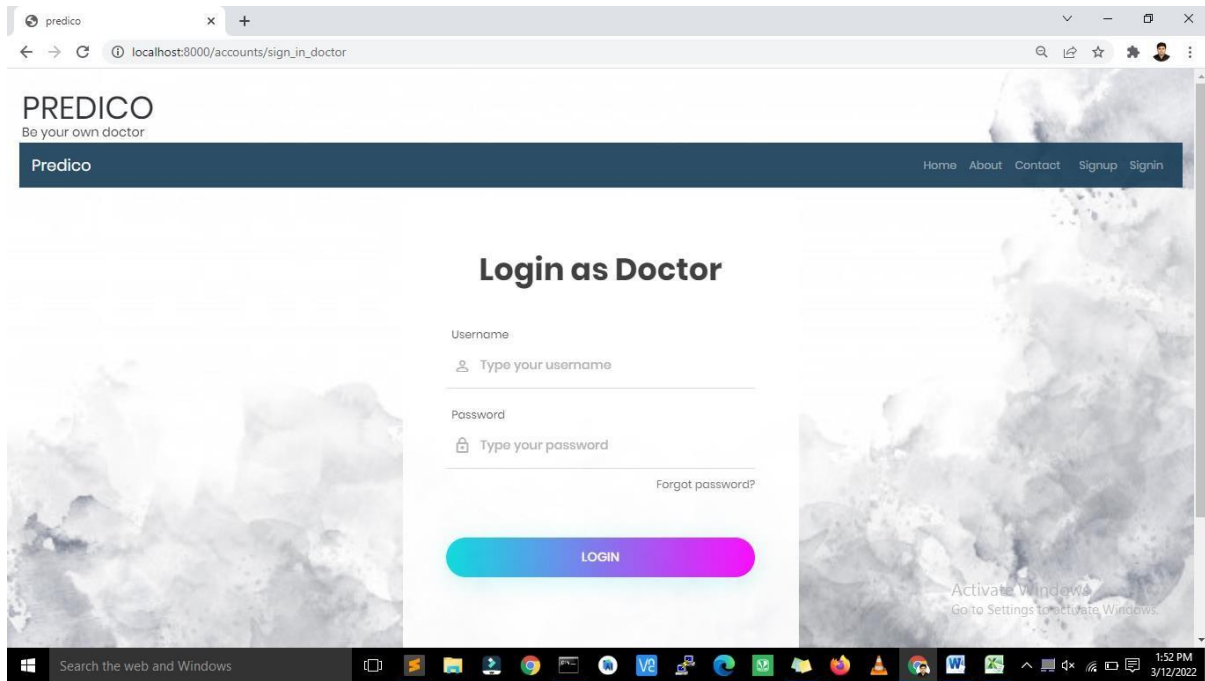 predico
localhost:8000/accounts/sign_in_doctor
PREDICO
Be your own doctor
Predico
Home About Contact Signup Signin
Login as Doctor
Username
Type your username
Password
Type your password
Forgot password?
LOGIN
Activate Windows
Go to Settings to activate Windows.
Search the web and Windows
1:52 PM
3/12/2022